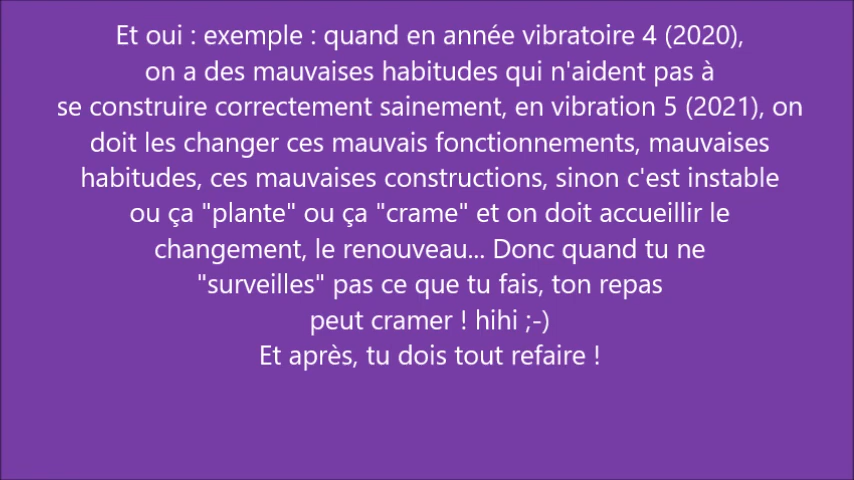 Et oui : exemple : quand en année vibratoire 4 (2020),
on a des mauvaises habitudes qui n'aident pas à
se construire correctement sainement, en vibration 5 (2021), on
doit les changer ces mauvais fonctionnements, mauvaises
habitudes, ces mauvaises constructions, sinon c'est instable
ou ça "plante" ou ça "crame" et on doit accueillir le
changement, le renouveau... Donc quand tu ne
"surveilles" pas ce que tu fais, ton repas
peut cramer ! hihi ;-)
Et après, tu dois tout refaire !